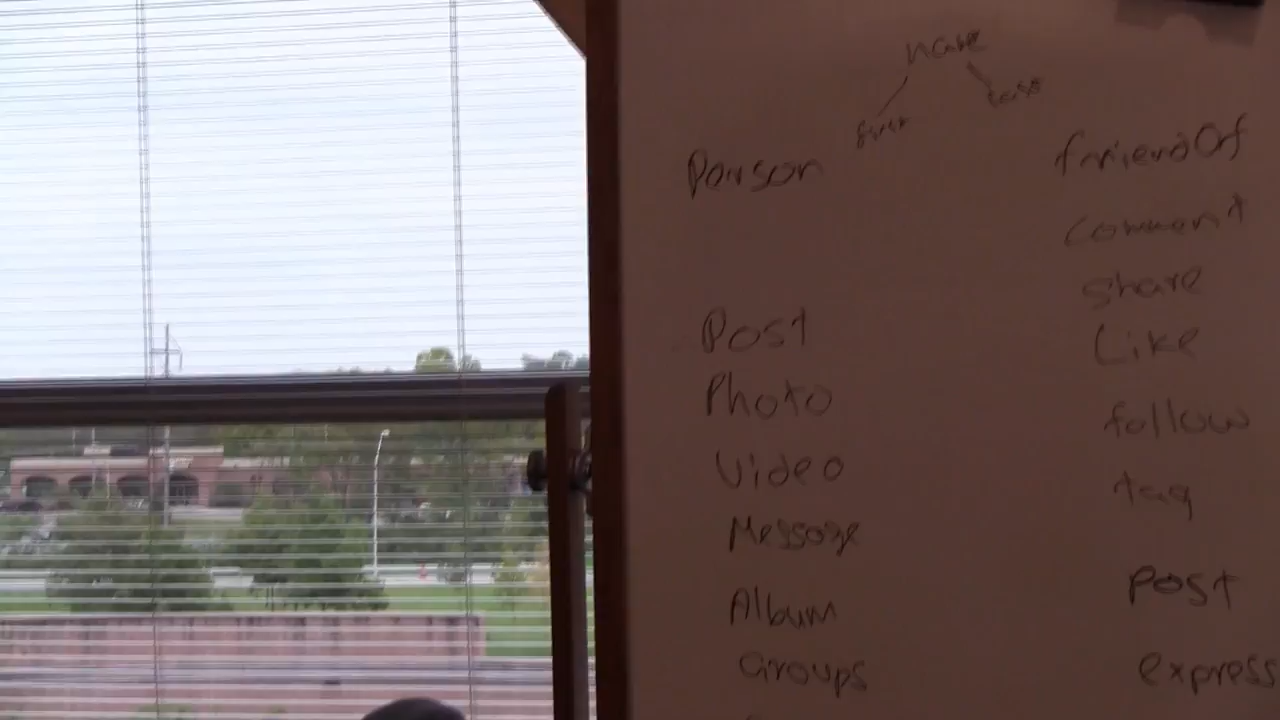 name
first last
Person friendOf
comment
share
Post Like
Photo follow
Video tag
Message
Album Post
Groups express